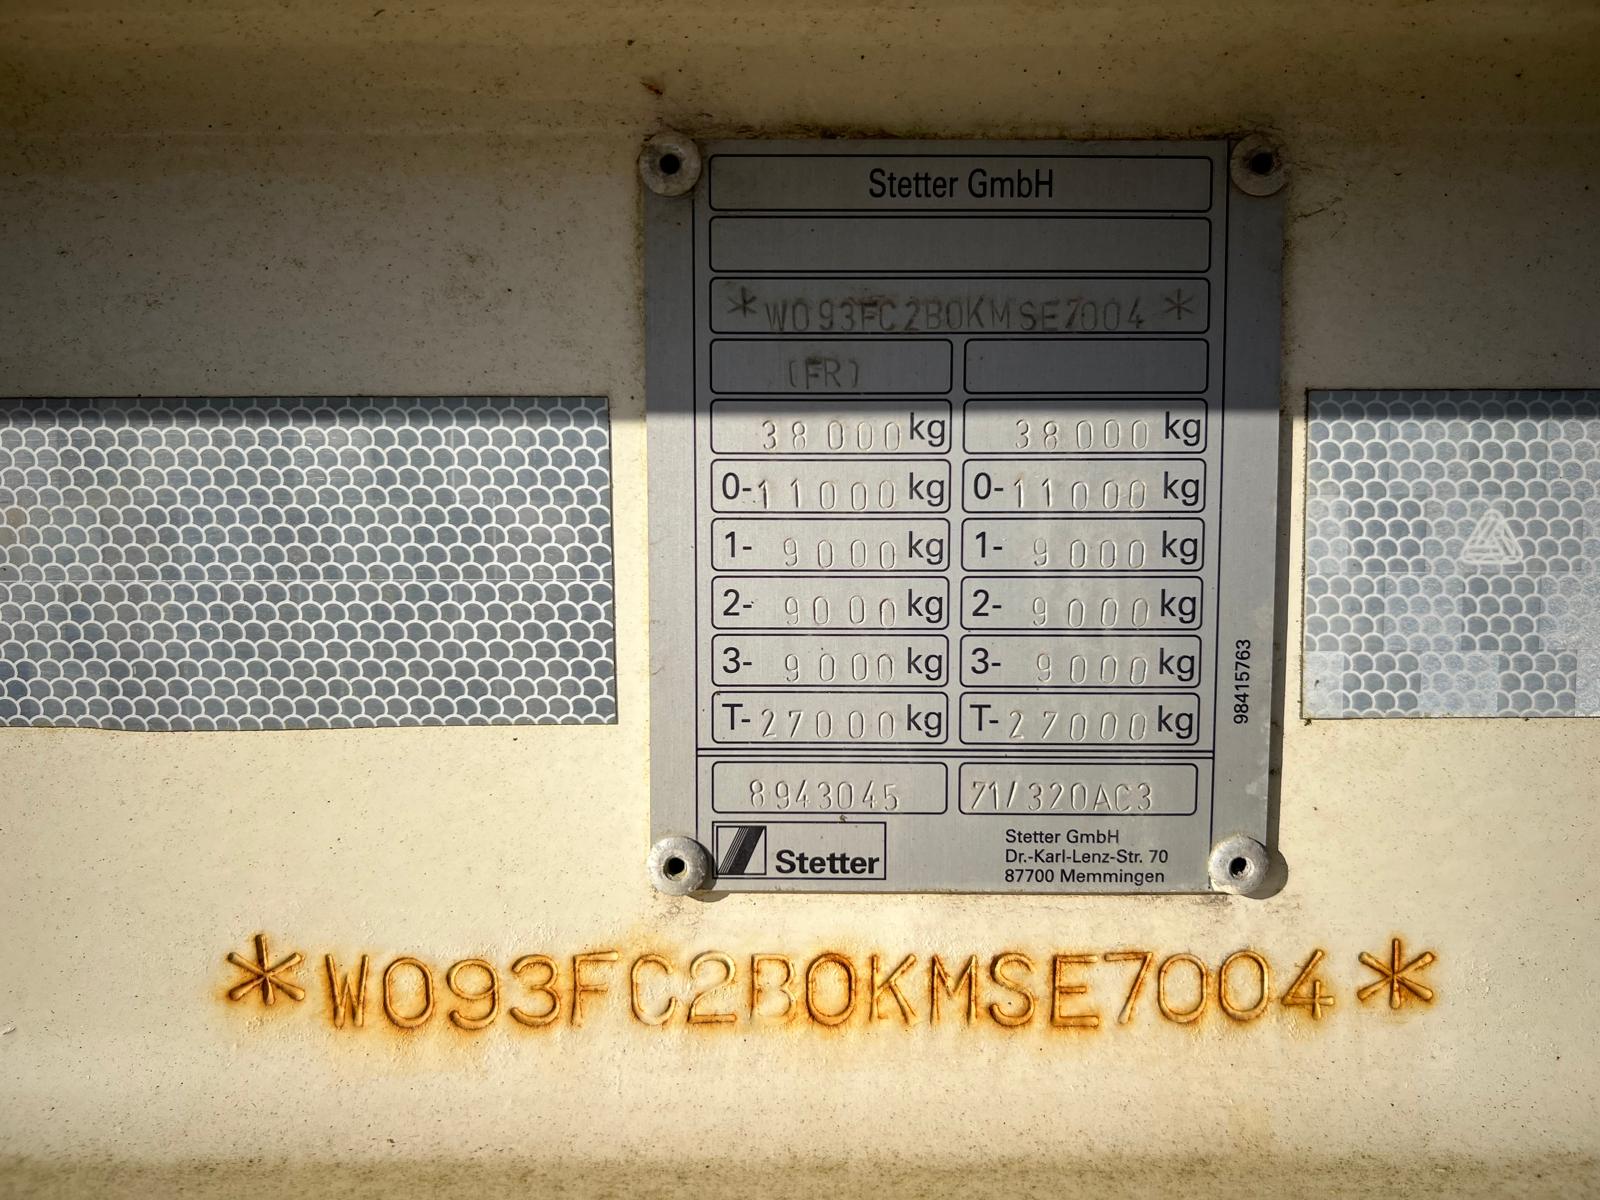 Stetter GmbH
*W093FC2B0KMSE7004*
(FR)
38000 kg 38000 kg
0-11000 kg 0-11000 kg
1- 9000 kg 1- 9000 kg
2- 9000 kg 2- 9000 kg
3- 9000 kg 3- 9000 kg
T-27000 kg T-27000 kg
98415763
8943045 71/320AC3
Stetter
Stetter GmbH
Dr.-Karl-Lenz-Str. 70
87700 Memmingen
*W093FC2B0KMSE7004*